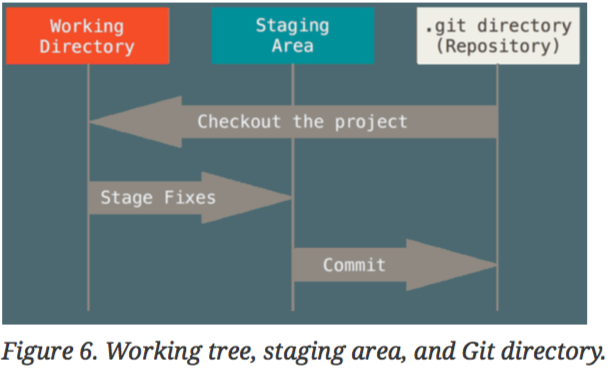 Working
Directory
Staging
Area
.git directory
(Repository)
Checkout the project
Stage Fixes
Commit
Figure 6. Working tree, staging area, and Git directory.